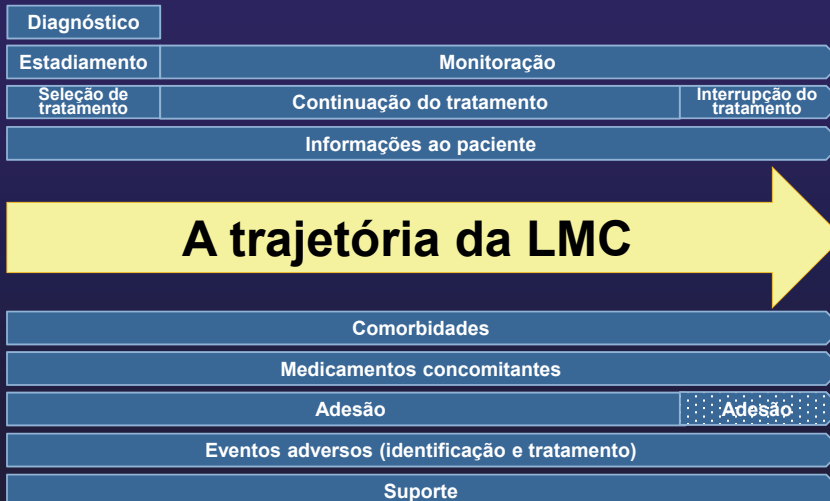 Diagnóstico
Estadiamento
Monitoração
Seleção de
tratamento
Continuação do tratamento
Interrupção do
tratamento
Informações ao paciente
A trajetória da LMC
Comorbidades
Medicamentos concomitantes
Adesão
Adesão
Eventos adversos (identificação e tratamento)
Suporte